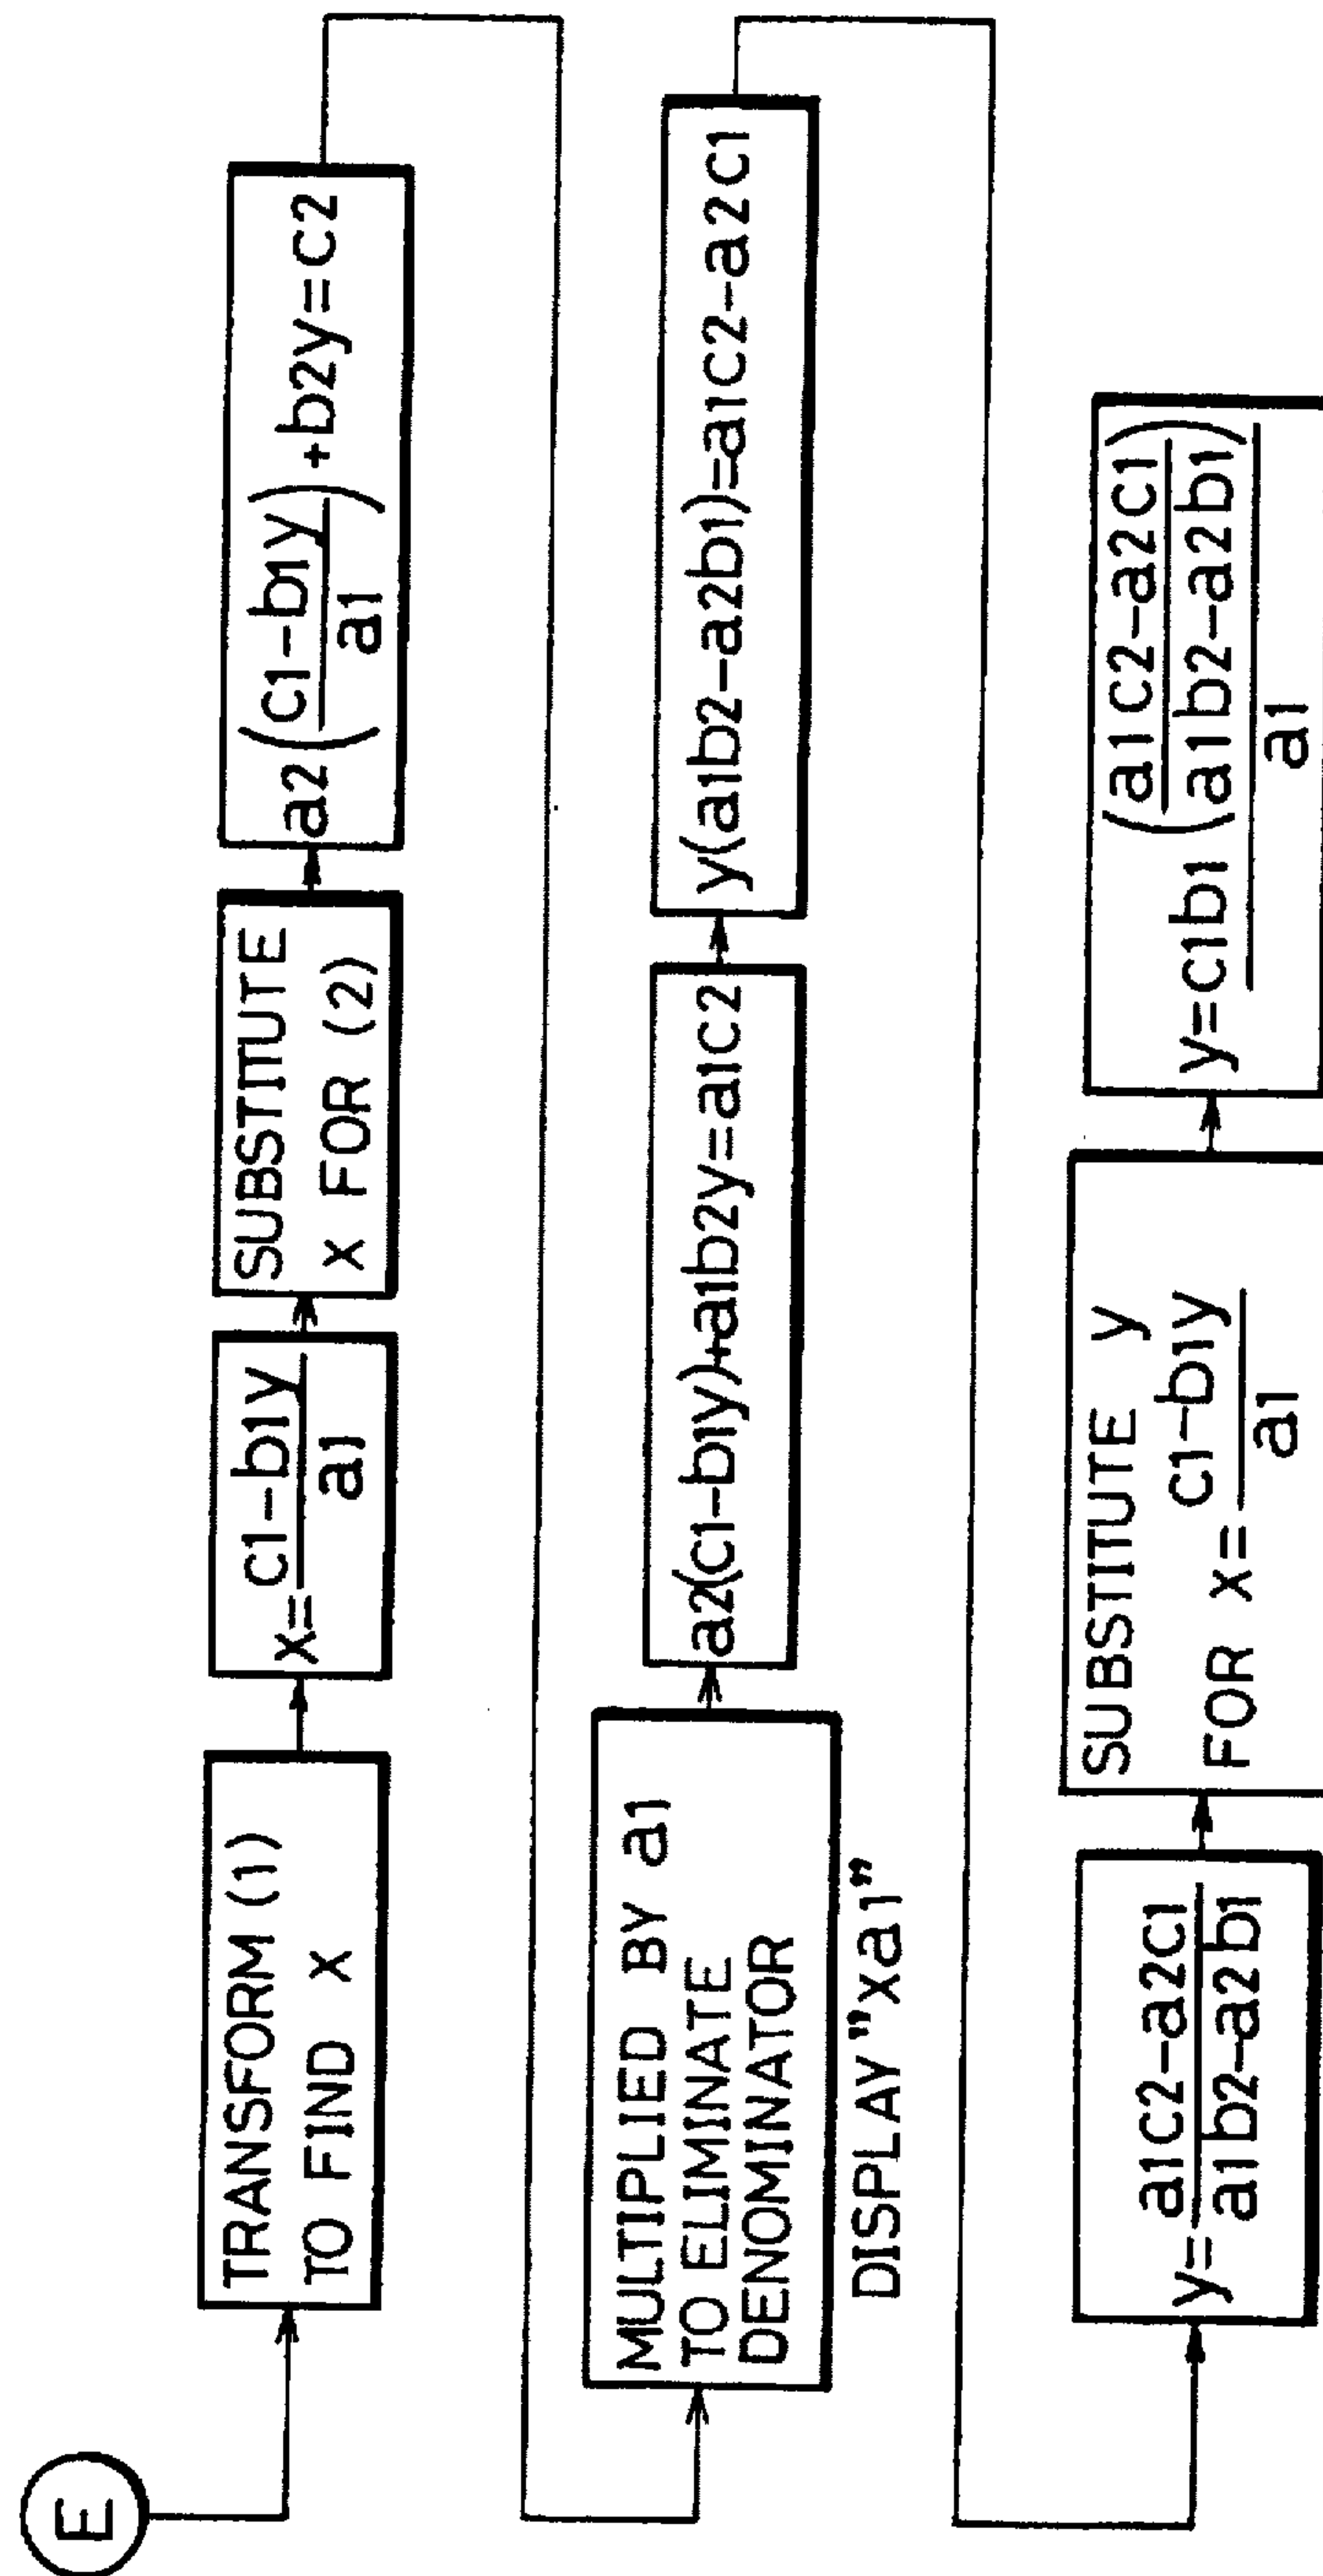 E
TRANSFORM (1)
TO FIND X
x=
c1-b1y
a1
SUBSTITUTE
X FOR (2)
a2(
c1-b1y
a1
)+b2y=c2
MULTIPLIED BY a1
TO ELIMINATE
DENOMINATOR
DISPLAY"xa1"
a2(c1-b1y)+a1b2y=a1c2
y(a1b2-a2b1)=a1c2-a2c1
y=
a1c2-a2c1
a1b2-a2b1
SUBSTITUTE y
FOR x=
c1-b1y
a1
y=c1b1(
a1c2-a2c1
a1b2-a2b1
)
a1